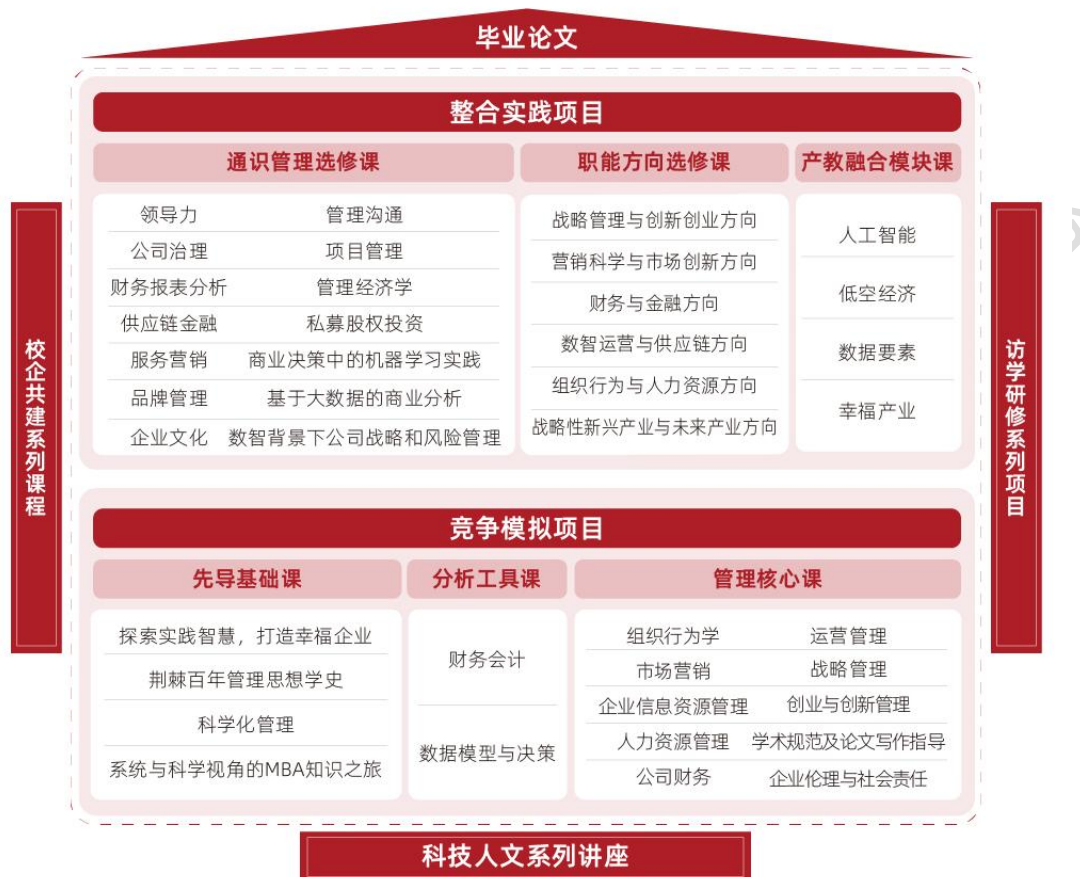 毕业论文
整合实践项目
通识管理选修课
领导力 管理沟通
公司治理 项目管理
财务报表分析 管理经济学
供应链金融 私募股权投资
服务营销 商业决策中的机器学习实践
品牌管理 基于大数据的商业分析
企业文化 数智背景下公司战略和风险管理
职能方向选修课
战略管理与创新创业方向
营销科学与市场创新方向
财务与金融方向
数智运营与供应链方向
组织行为与人力资源方向
战略性新兴产业与未来产业方向
产教融合模块课
人工智能
低空经济
数据要素
幸福产业
校企共建系列课程
访学研修系列项目
竞争模拟项目
先导基础课
探索实践智慧，打造幸福企业
荆棘百年管理思想学史
科学化管理
系统与科学视角的MBA知识之旅
分析工具课
财务会计
数据模型与决策
管理核心课
组织行为学 运营管理
市场营销 战略管理
企业信息资源管理 创业与创新管理
人力资源管理 学术规范及论文写作指导
公司财务 企业伦理与社会责任
科技人文系列讲座